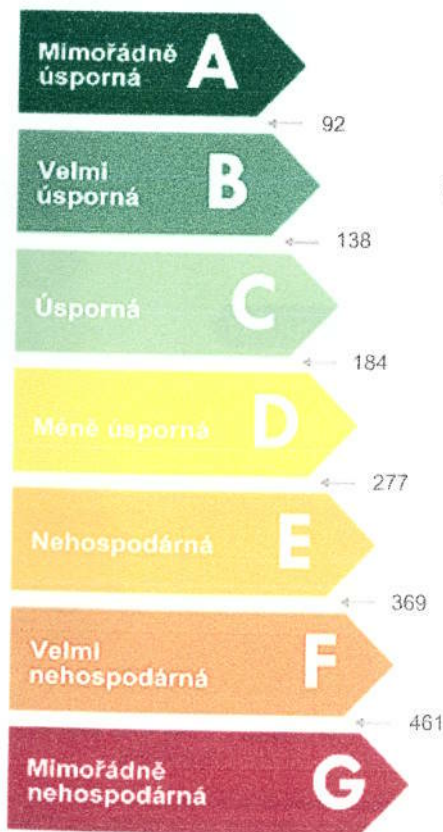 Mimořádně
úsporná A
92
Velmi
úsporná B
138
Úsporná C
184
Méně úsporná D
277
Nehospodárná E
369
Velmi
nehospodárná F
461
Mimořádně
nehospodárná G